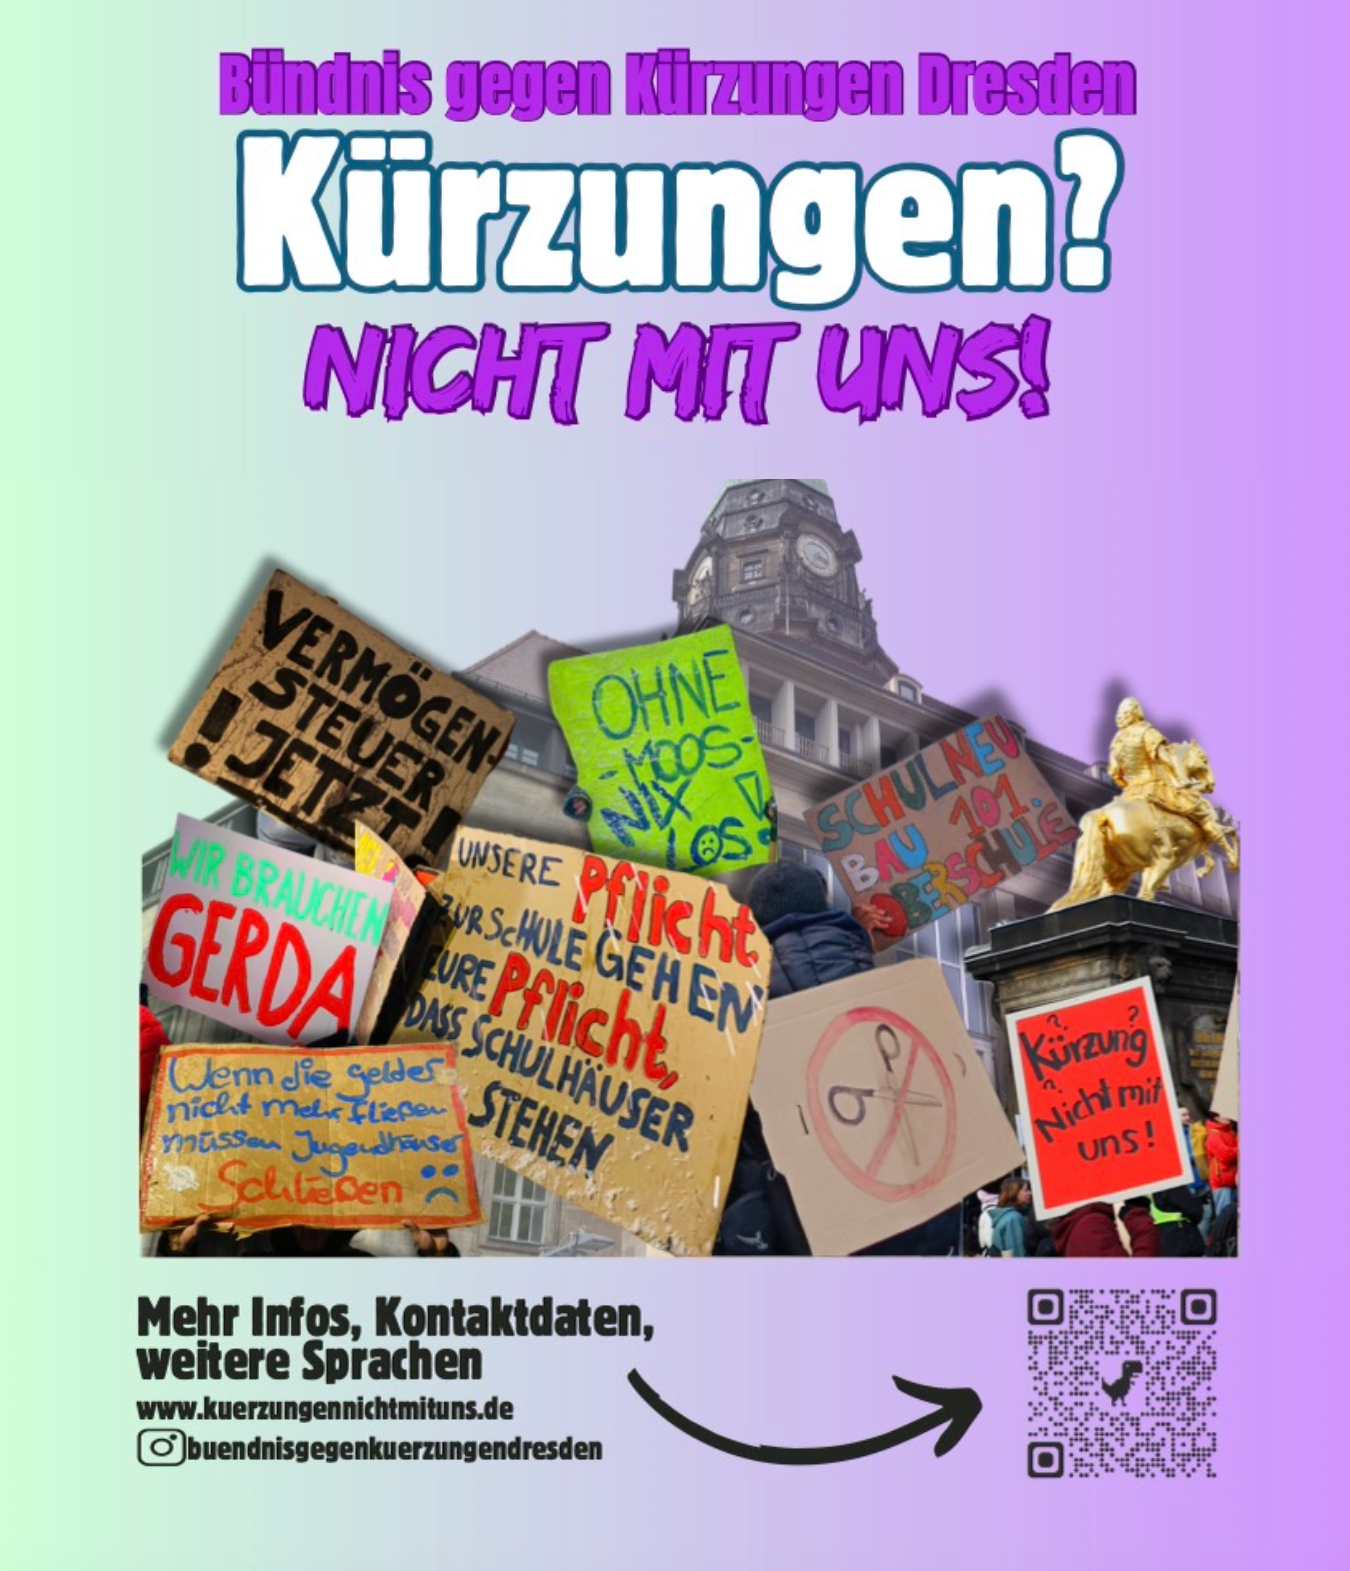 Bündnis gegen Kürzungen Dresden
Kürzungen?
NICHT MIT UNS!
VERMÖGEN-
STEUER
! JETZT!
OHNE
-MOOS-
NIX
LOS!
SCHULNEU
BAU 101.
OBERSCHULE
WIR BRAUCHEN
GERDA
UNSERE Pflicht
ZUR SCHULE GEHEN
EURE Pflicht,
DASS SCHULHÄUSER
STEHEN
Wenn die gelder
nicht mehr fließen
müssen Jugendhäuser
Schließen
Kürzung
Nicht mit
uns!
Mehr Infos, Kontaktdaten,
weitere Sprachen
www.kuerzungennichtmituns.de
buendnisgegenkuerzungendresden